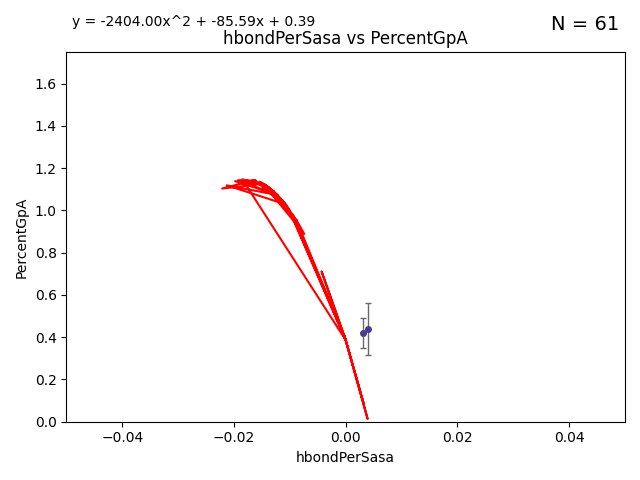 y = -2404.00x^2 + -85.59x + 0.39
N = 61
hbondPerSasa vs PercentGpA
1.6
1.4
1.2
1.0
0.8
0.6
0.4
0.2
0.0
PercentGpA
−0.04 −0.02 0.00 0.02 0.04
hbondPerSasa